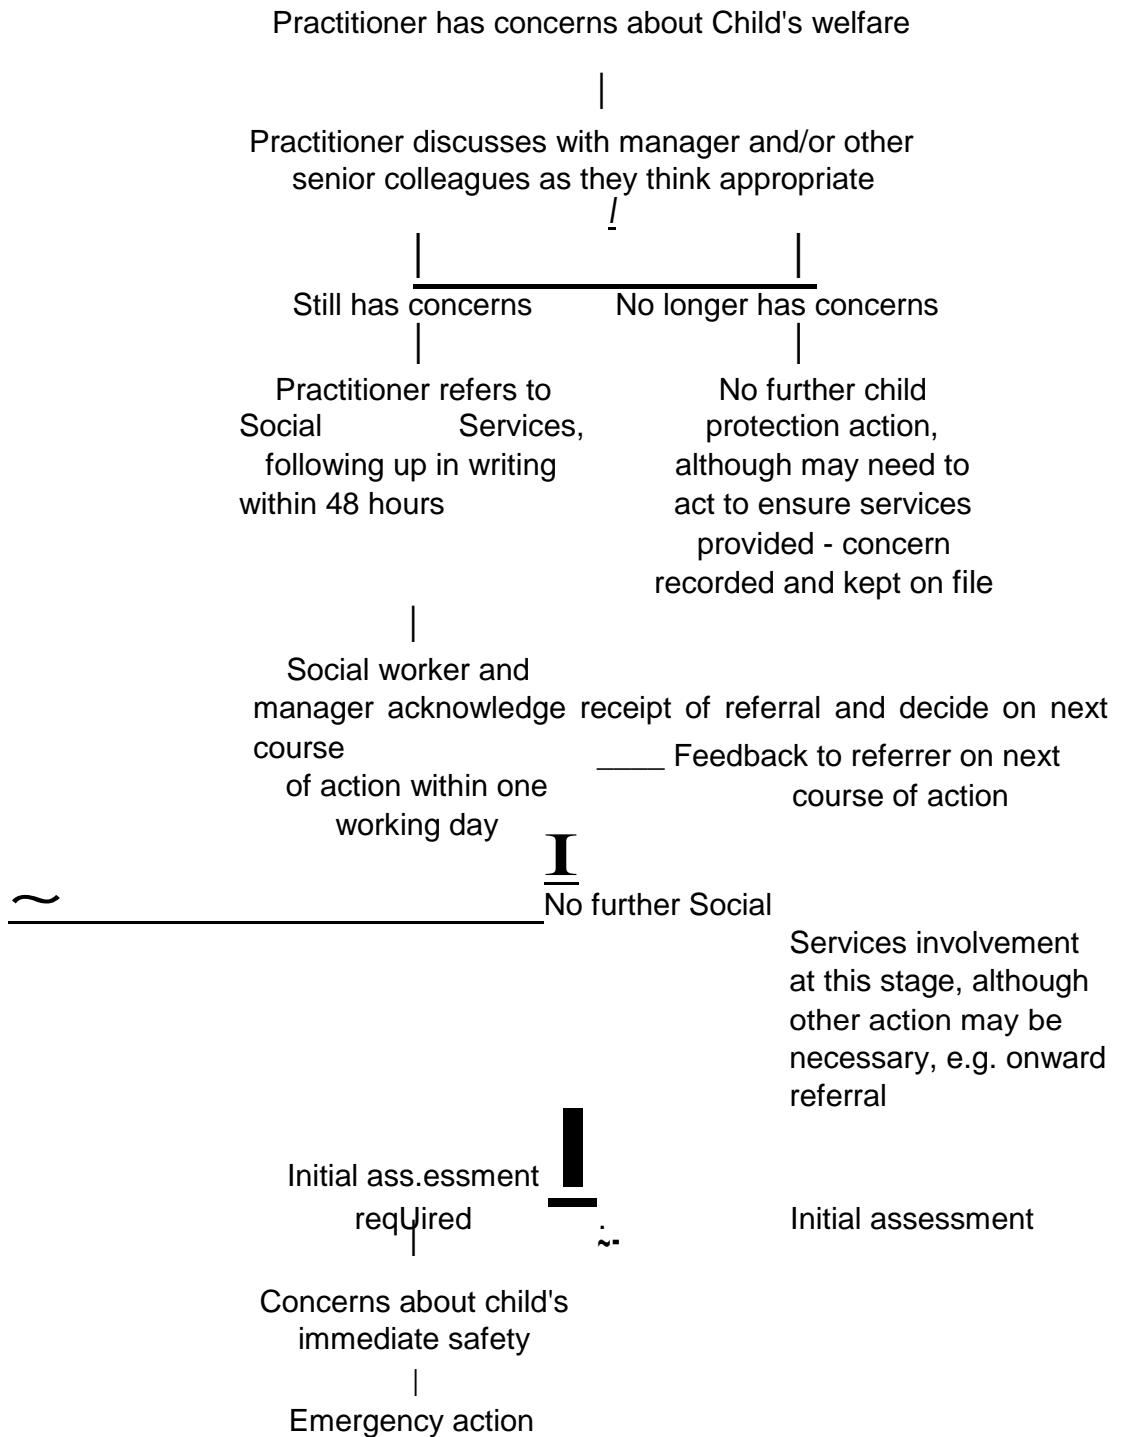 Practitioner has concerns about Child's welfare
|
Practitioner discusses with manager and/or other
senior colleagues as they think appropriate
/
| |
Still has concerns No longer has concerns
| |
Practitioner refers to No further child
Social Services, protection action,
following up in writing although may need to
within 48 hours act to ensure services
provided - concern
recorded and kept on file
|
Social worker and
manager acknowledge receipt of referral and decide on next
course ____ Feedback to referrer on next
of action within one course of action
working day
I
~ No further Social
Services involvement
at this stage, although
other action may be
necessary, e.g. onward
referral
Initial ass.essment
reqUired . Initial assessment
| ~-
Concerns about child's
immediate safety
|
Emergency action